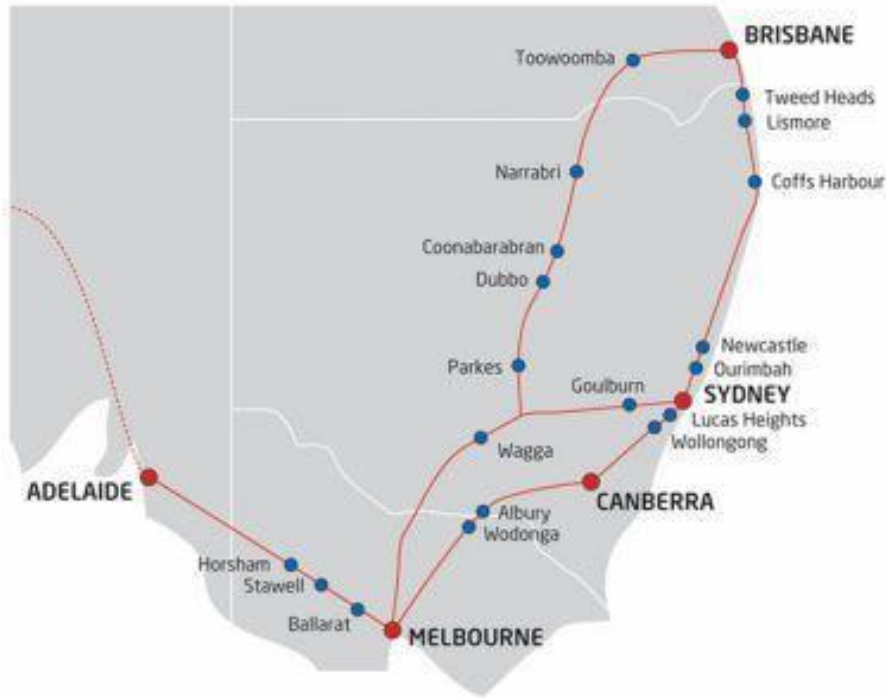 BRISBANE
Toowoomba
Tweed Heads
Lismore
Narrabri
Coffs Harbour
Coonabarabran
Dubbo
Newcastle
Parkes
Ourimbah
Goulburn
SYDNEY
Lucas Heights
Wollongong
Wagga
ADELAIDE
CANBERRA
Albury
Wodonga
Horsham
Stawell
Ballarat
MELBOURNE